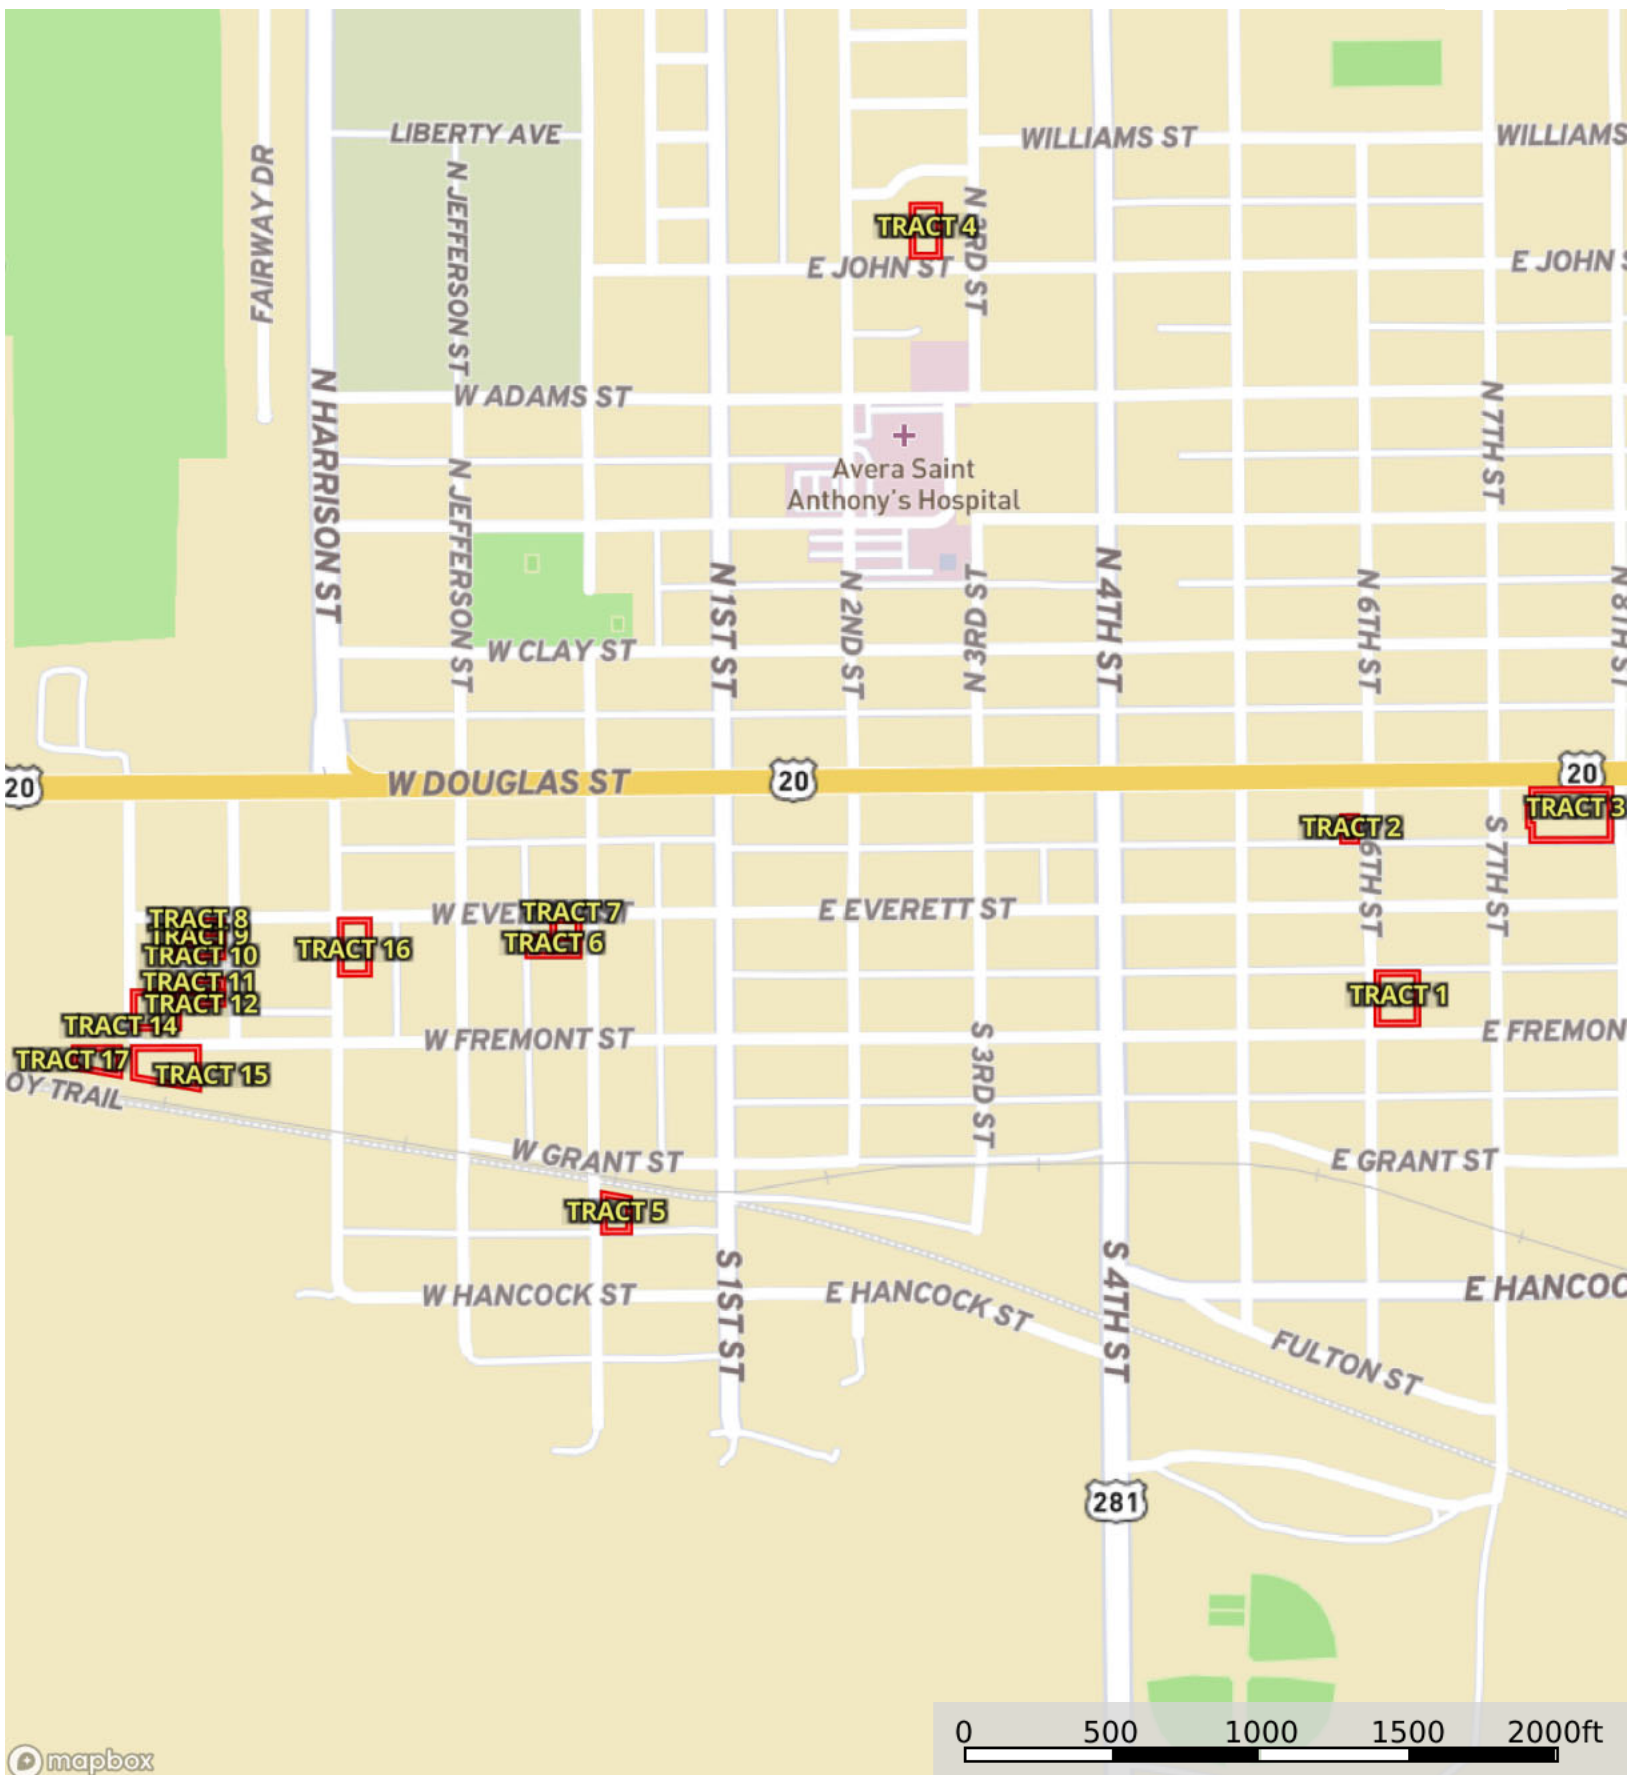 LIBERTY AVE
WILLIAMS ST
WILLIAMS
FAIRWAY DR
N JEFFERSON ST
N 3RD ST
TRACT 4
E JOHN ST
E JOHN S
N HARRISON ST
W ADAMS ST
N 7TH ST
Avera Saint
Anthony's Hospital
N JEFFERSON ST
N 1ST ST
N 2ND ST
N 3RD ST
N 4TH ST
N 6TH ST
N 8TH S
W CLAY ST
20
W DOUGLAS ST
20
20
TRACT 3
TRACT 2
6TH ST
S 7TH ST
TRACT 8
TRACT 9
TRACT 10
TRACT 16
W EVE
TRACT 7
TRACT 6
E EVERETT ST
TRACT 11
TRACT 12
TRACT 14
TRACT 1
W FREMONT ST
S 3RD ST
E FREMON
TRACT 17
TRACT 15
OY TRAIL
W GRANT ST
E GRANT ST
TRACT 5
S 1ST ST
S 4TH ST
W HANCOCK ST
E HANCOCK ST
E HANCOC
FULTON ST
281
0 500 1000 1500 2000ft
mapbox